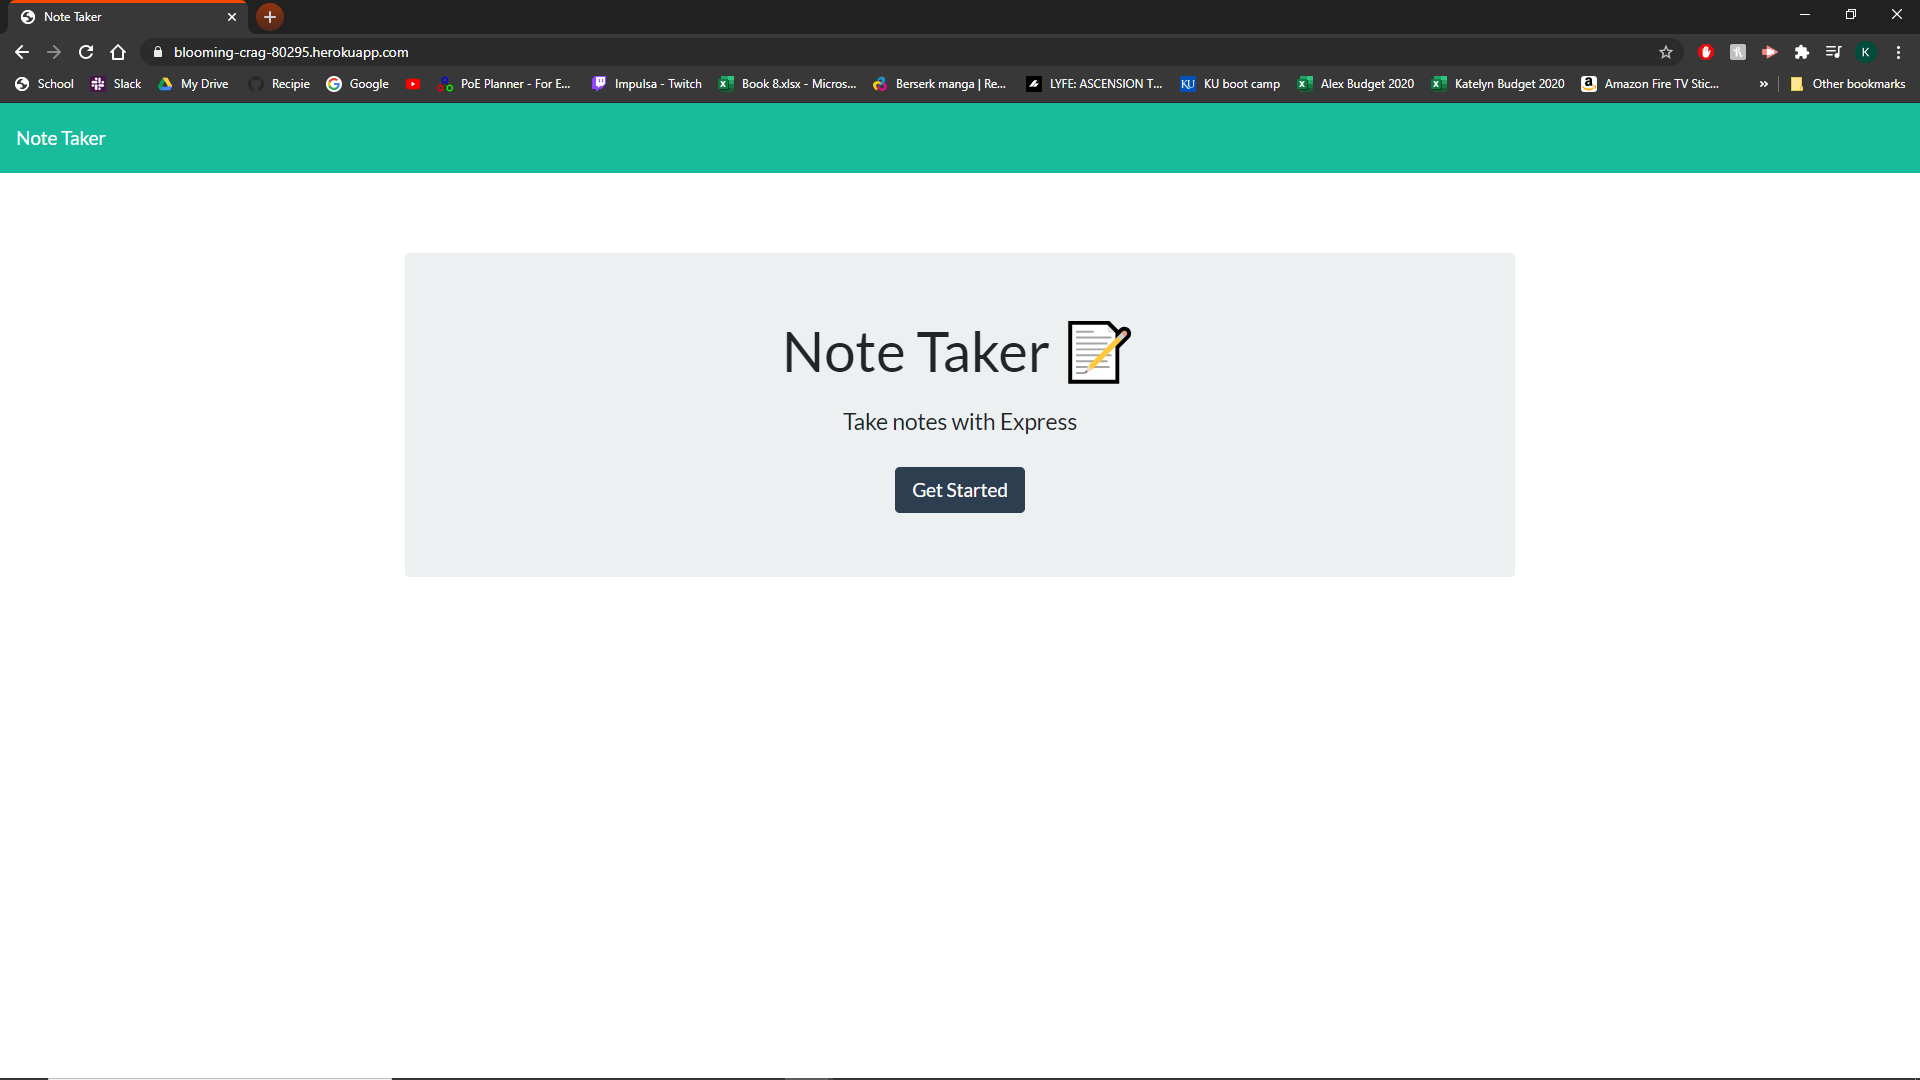 Note Taker
blooming-crag-80295.herokuapp.com
K
School Slack My Drive Recipie Google PoE Planner - For E... Impulsa - Twitch Book 8.xlsx - Micros... Berserk manga | Re... LYFE: ASCENSION T... KU KU boot camp Alex Budget 2020 Katelyn Budget 2020 Amazon Fire TV Stic... » Other bookmarks
Note Taker
Note Taker
Take notes with Express
Get Started